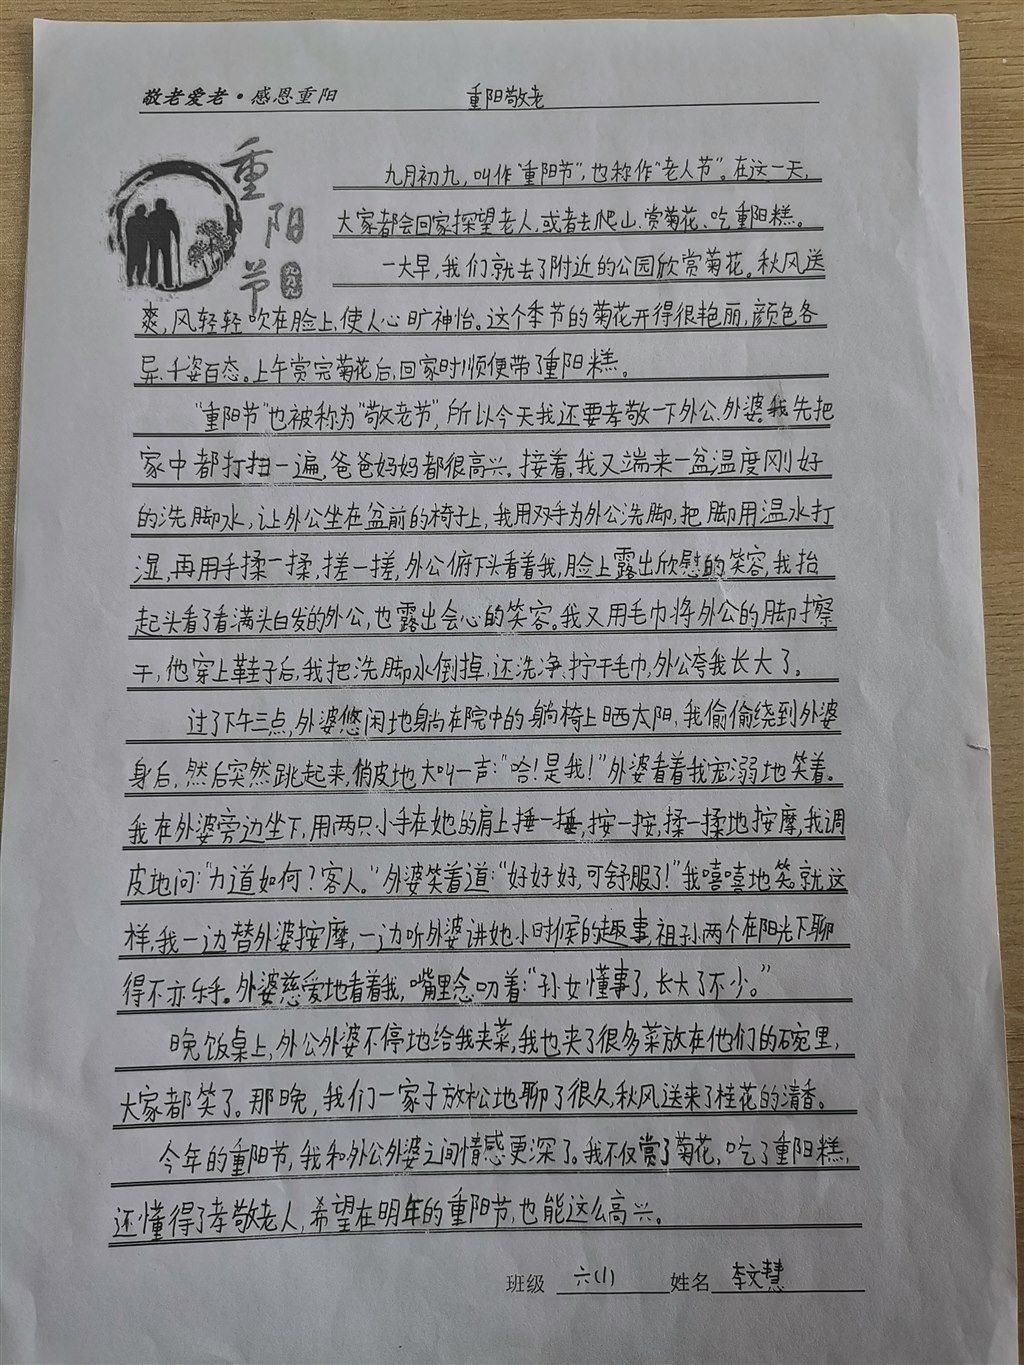 敬老爱老·感恩重阳 重阳敬老
重阳节
九月初九,叫作“重阳节”,也称作“老人节”。在这一天,
大家都会回家探望老人,或者去爬山、赏菊花、吃重阳糕。
一大早,我们就去了附近的公园欣赏菊花。秋风送
爽,风轻轻吹在脸上,使人心旷神怡。这个季节的菊花开得很艳丽,颜色各
异、千姿百态。上午赏完菊花后,回家时顺便带了重阳糕。
“重阳节”也被称为“敬老节”,所以今天我还要孝敬一下外公、外婆。我先把
家中都打扫一遍,爸爸妈妈都很高兴。接着,我又端来一盆温度刚好
的洗脚水,让外公坐在盆前的椅子上,我用双手为外公洗脚,把脚用温水打
湿,再用手揉一揉,搓一搓,外公俯下头看着我,脸上露出欣慰的笑容,我抬
起头看了看满头白发的外公,也露出会心的笑容。我又用毛巾将外公的脚擦
干,他穿上鞋子后,我把洗脚水倒掉,还洗净、拧干毛巾,外公夸我长大了。
过了下午三点,外婆悠闲地躺在院中的躺椅上晒太阳,我偷偷绕到外婆
身后,然后突然跳起来,俏皮地大叫一声:“哈!是我!”外婆看着我宠溺地笑着。
我在外婆旁边坐下,用两只小手在她的肩上捶一捶,按一按,揉一揉地按摩,我调
皮地问:“力道如何?客人。”外婆笑着道:“好好好,可舒服了!”我嘻嘻地笑。就这
样,我一边替外婆按摩,一边听外婆讲她小时候的趣事,祖孙两个在阳光下聊
得不亦乐乎。外婆慈爱地看着我,嘴里念叨着:“孙女懂事了,长大了不少。”
晚饭桌上,外公外婆不停地给我夹菜,我也夹了很多菜放在他们的碗里,
大家都笑了。那晚,我们一家子放松地聊了很久,秋风送来了桂花的清香。
今年的重阳节,我和外公外婆之间情感更深了。我不仅赏了菊花,吃了重阳糕,
还懂得了孝敬老人,希望在明年的重阳节,也能这么高兴。
班级 六(1) 姓名 李文慧